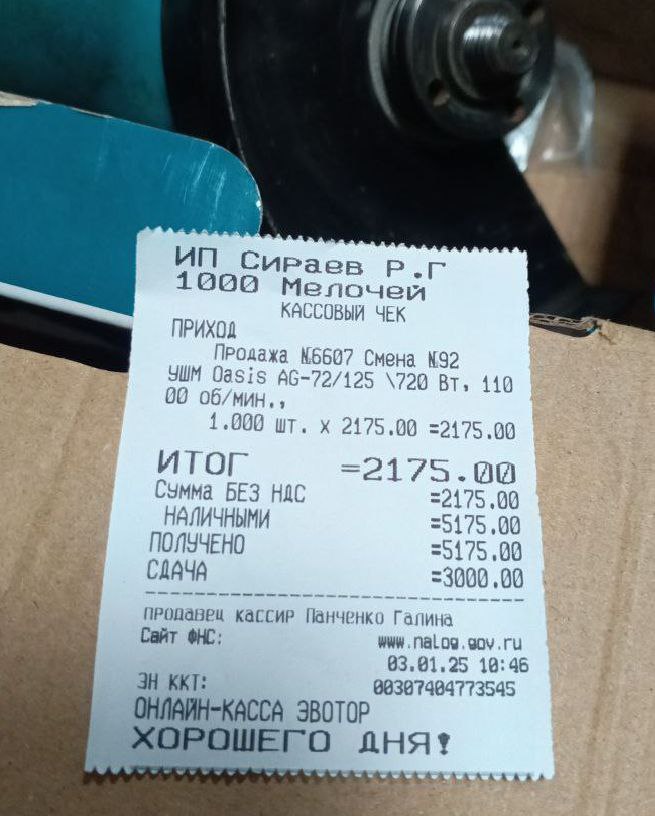 ИП Сираев Р.Г
1000 Мелочей
КАССОВЫЙ ЧЕК
ПРИХОД
Продажа №6607 Смена №92
УШМ Oasis AG-72/125 \720 Вт, 110
00 об/мин.,
1.000 шт. x 2175.00 =2175.00
ИТОГ =2175.00
Сумма БЕЗ НДС =2175.00
НАЛИЧНЫМИ =5175.00
ПОЛУЧЕНО =5175.00
СДАЧА =3000.00
продавец кассир Панченко Галина
Сайт ФНС: www.nalog.gov.ru
03.01.25 10:46
ЗН ККТ: 00307404773545
ОНЛАЙН-КАССА ЭВОТОР
ХОРОШЕГО ДНЯ!